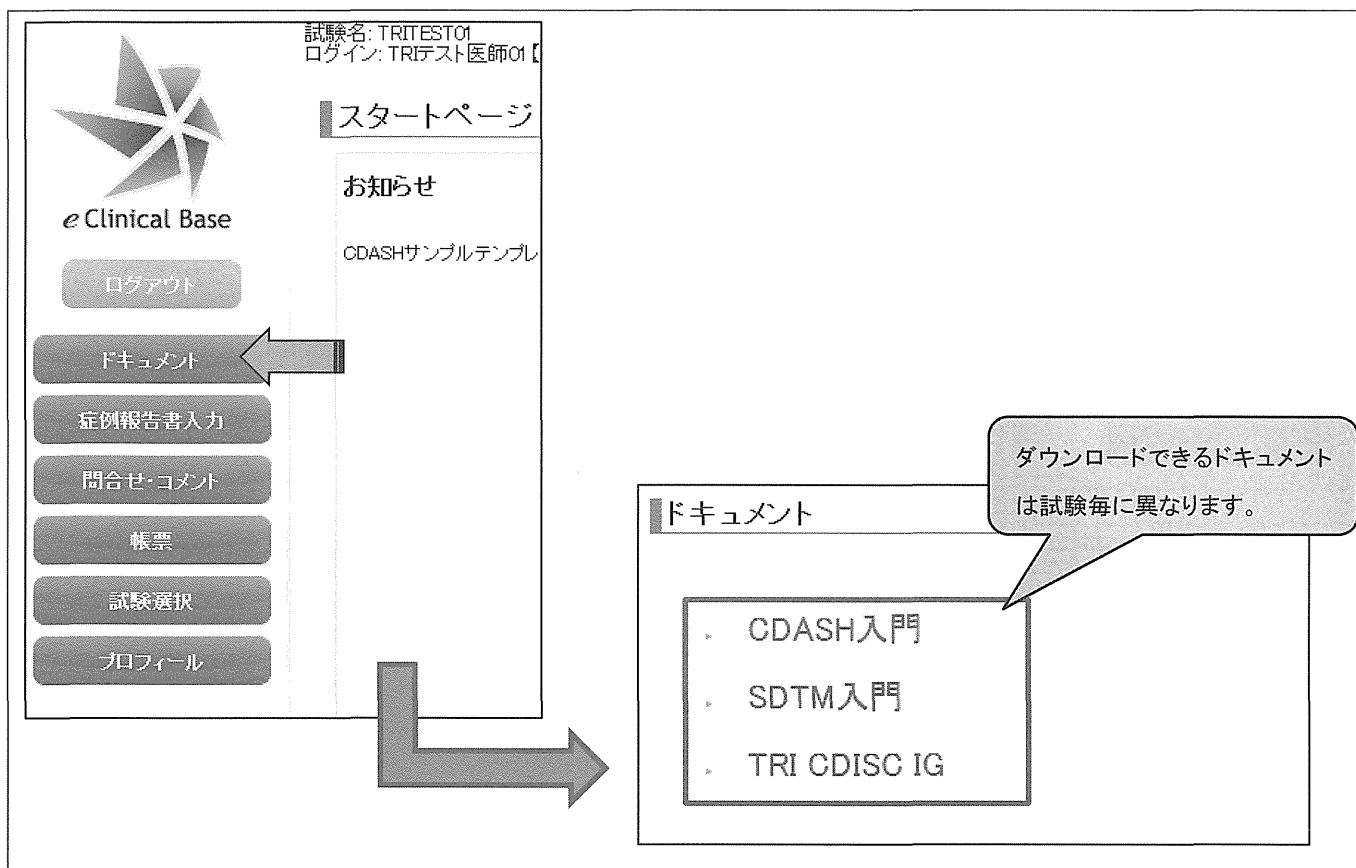 試験名: TRITEST01
ログイン: TRIテスト医師01【
スタートページ
お知らせ
CDASHサンプルテンプレ
e Clinical Base
ログアウト
ドキュメント
症例報告書入力
問合せ・コメント
帳票
試験選択
プロフィール
ダウンロードできるドキュメント
は試験毎に異なります。
ドキュメント
CDASH入門
SDTM入門
TRI CDISC IG